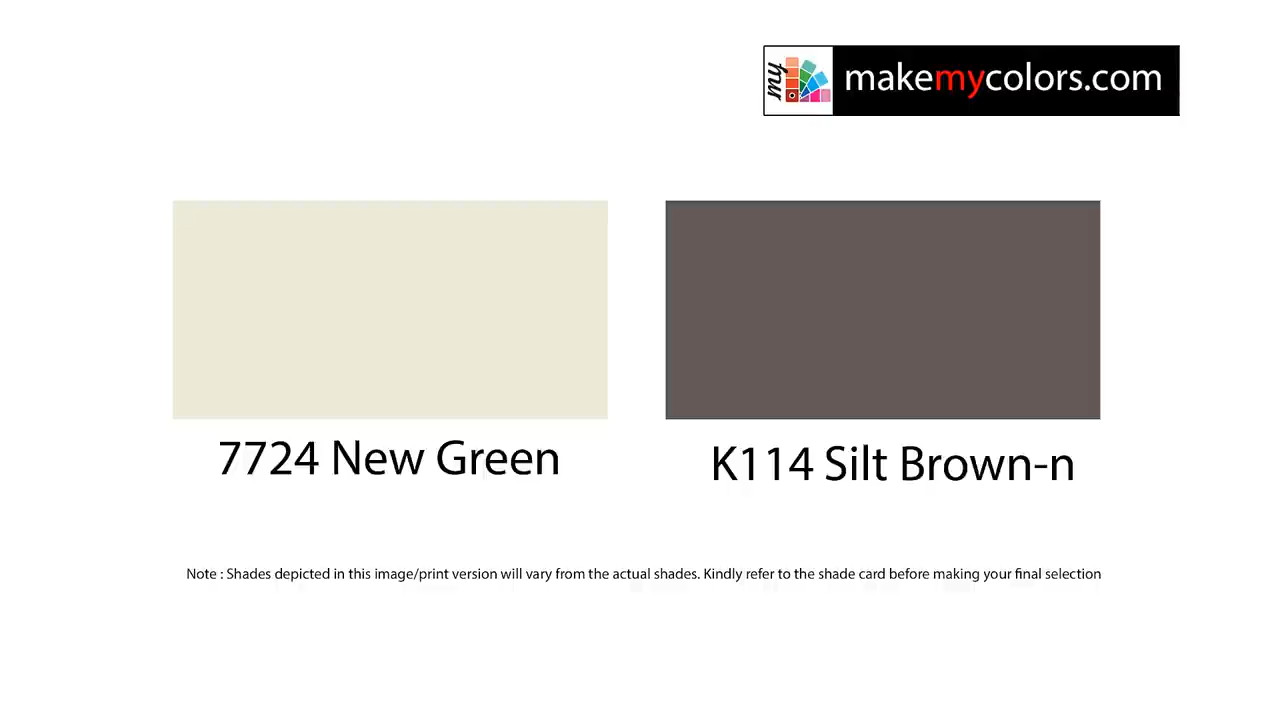 my makemycolors.com
7724 New Green
K114 Silt Brown-n
Note : Shades depicted in this image/print version will vary from the actual shades. Kindly refer to the shade card before making your final selection